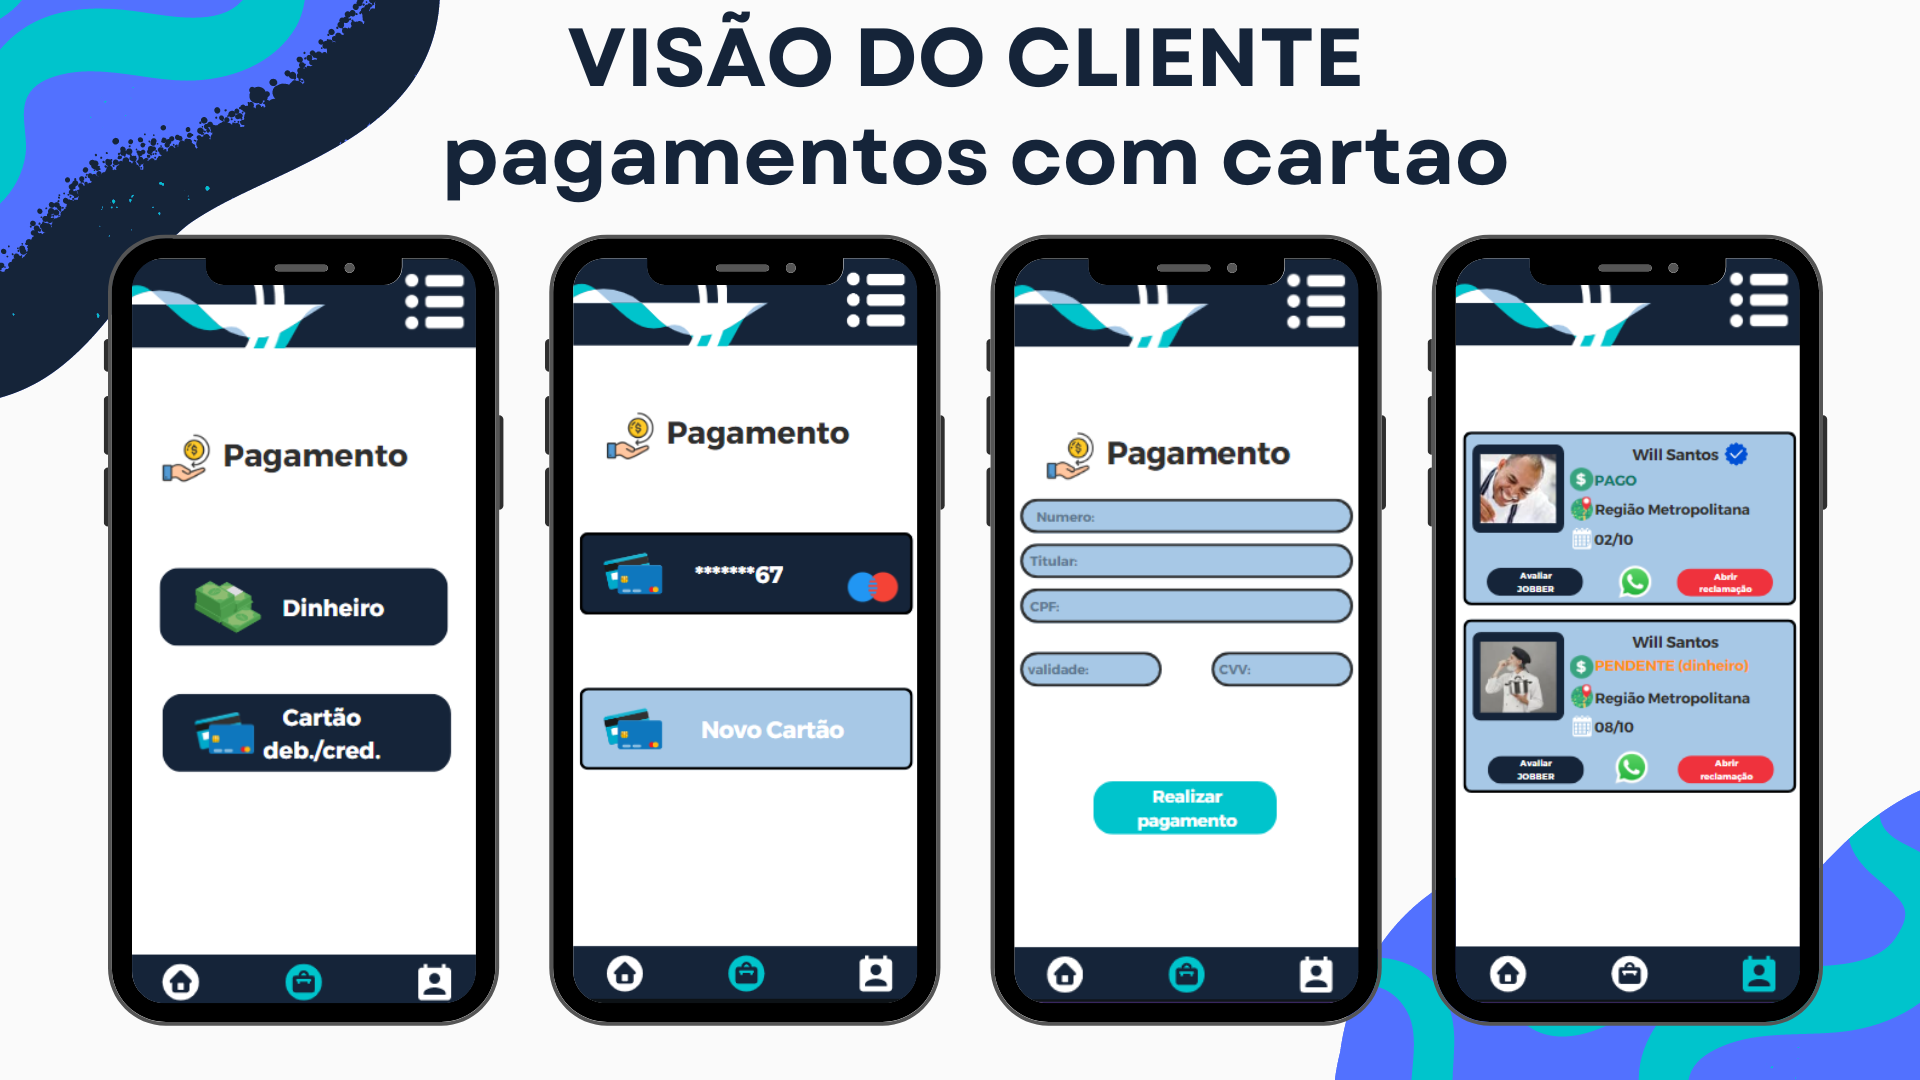 VISÃO DO CLIENTE
pagamentos com cartao
Pagamento
Dinheiro
Cartão
deb./cred.
Pagamento
*******67
Novo Cartão
Pagamento
Numero:
Titular:
CPF:
validade:
CVV:
Realizar
pagamento
Will Santos
PAGO
Região Metropolitana
02/10
Avaliar
JOBBER
Abrir
reclamação
Will Santos
PENDENTE (dinheiro)
Região Metropolitana
08/10
Avaliar
JOBBER
Abrir
reclamação